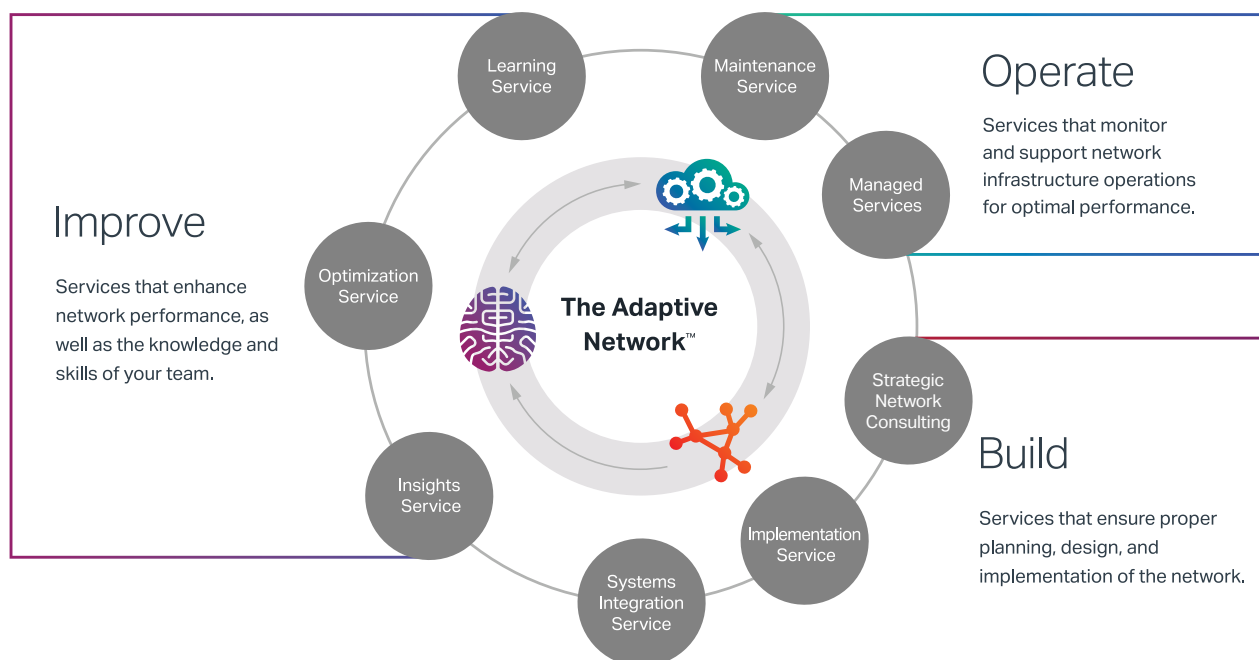 Learning
Service
Maintenance
Service
Operate
Services that monitor
and support network
infrastructure operations
for optimal performance.
Managed
Services
Improve
Services that enhance
network performance, as
well as the knowledge and
skills of your team.
Optimization
Service
The Adaptive
Network™
Strategic
Network
Consulting
Build
Services that ensure proper
planning, design, and
implementation of the network.
Insights
Service
Implementation
Service
Systems
Integration
Service